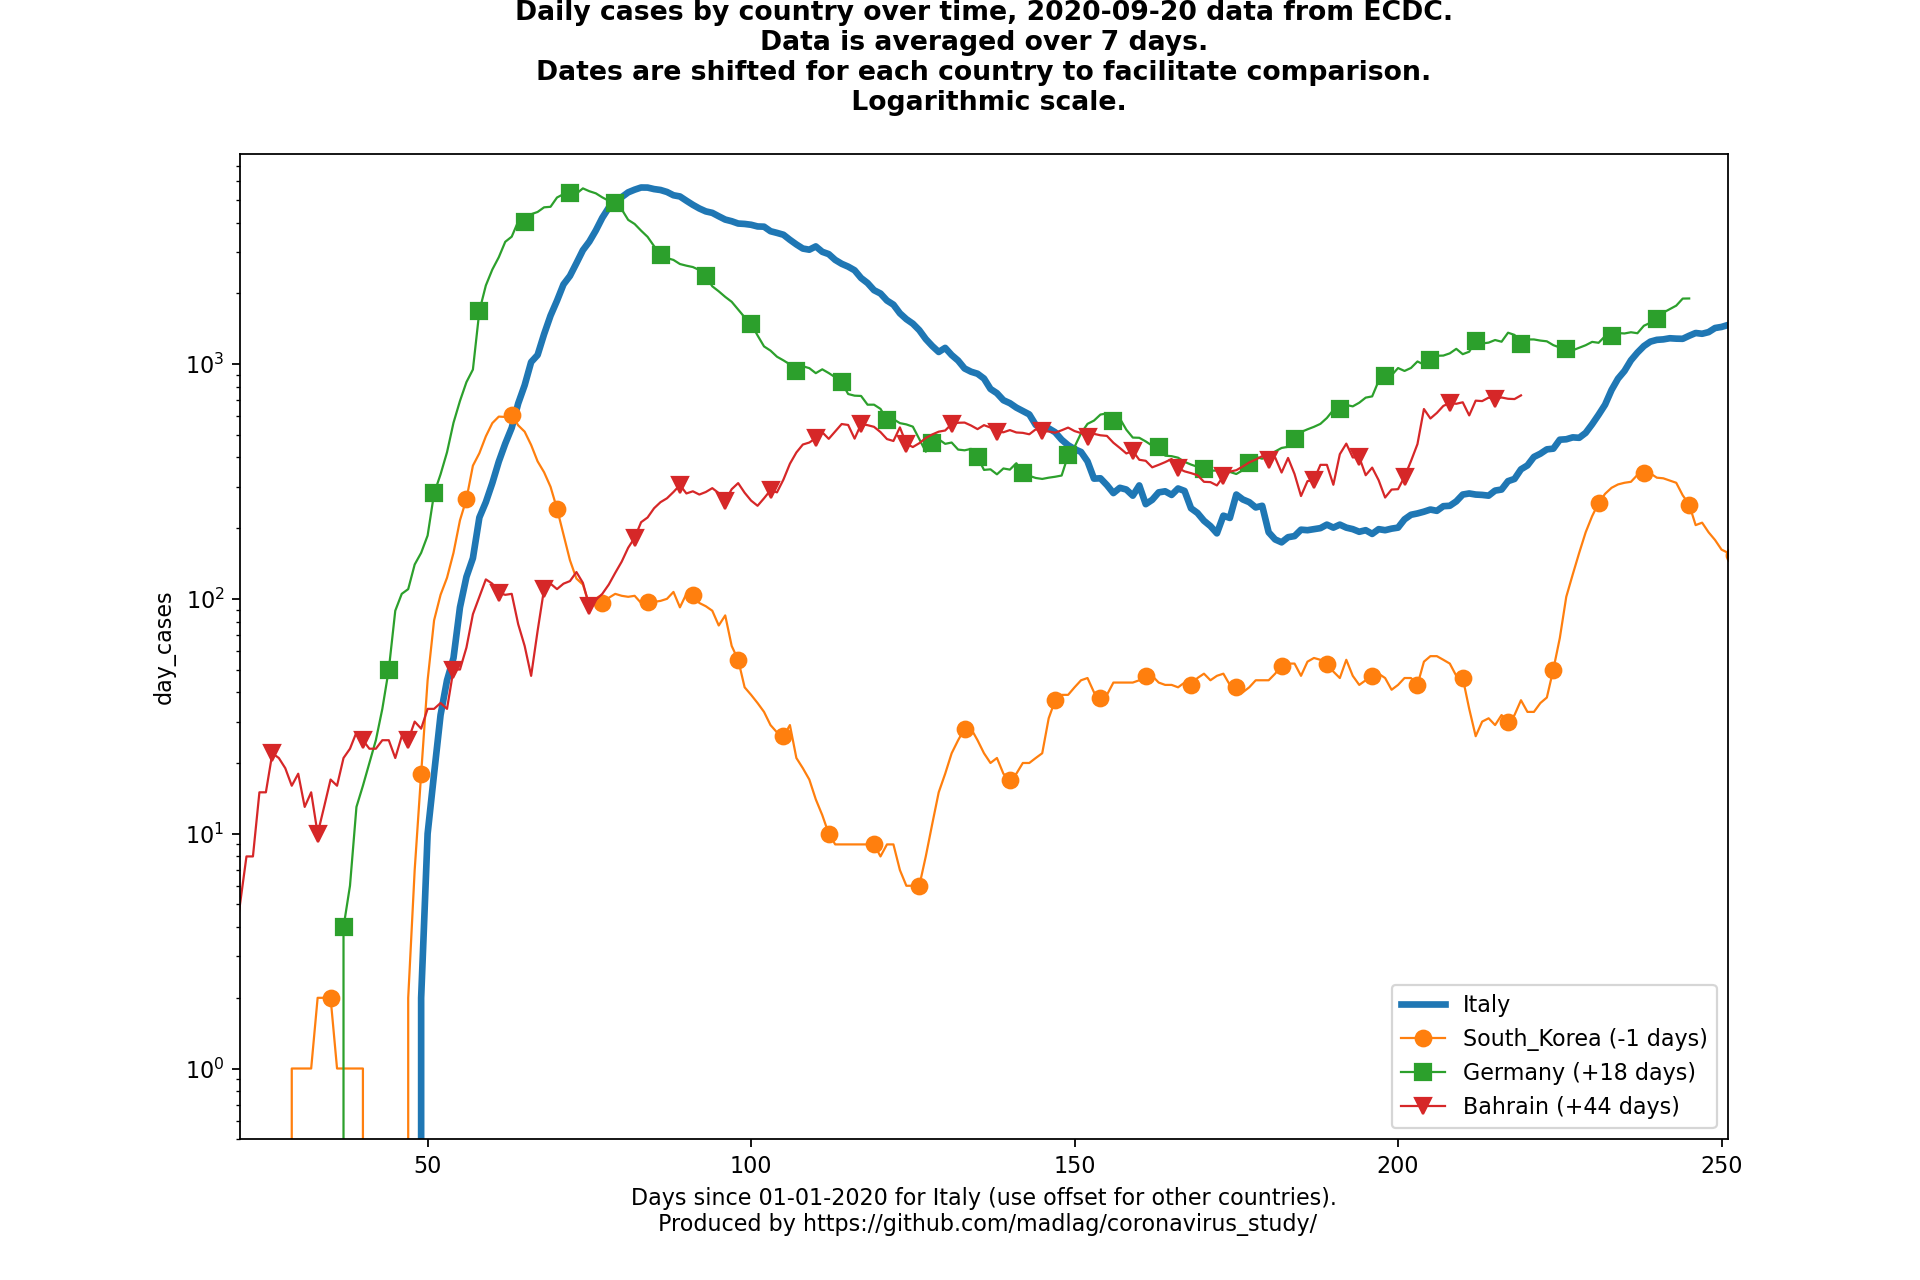 Daily cases by country over time, 2020-09-20 data from ECDC.
Data is averaged over 7 days.
Dates are shifted for each country to facilitate comparison.
Logarithmic scale.
day_cases
10³
10²
10¹
10⁰
50
100
150
200
250
Italy
South_Korea (-1 days)
Germany (+18 days)
Bahrain (+44 days)
Days since 01-01-2020 for Italy (use offset for other countries).
Produced by https://github.com/madlag/coronavirus_study/